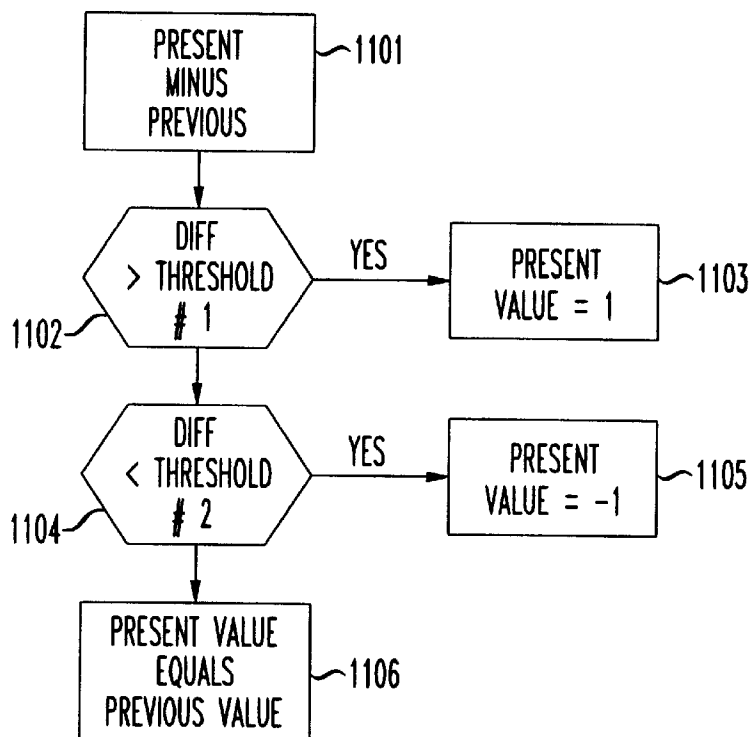 PRESENT
MINUS
PREVIOUS
1101
DIFF
> THRESHOLD
# 1
1102
YES
PRESENT
VALUE = 1
1103
DIFF
< THRESHOLD
# 2
1104
YES
PRESENT
VALUE = -1
1105
PRESENT VALUE
EQUALS
PREVIOUS VALUE
1106